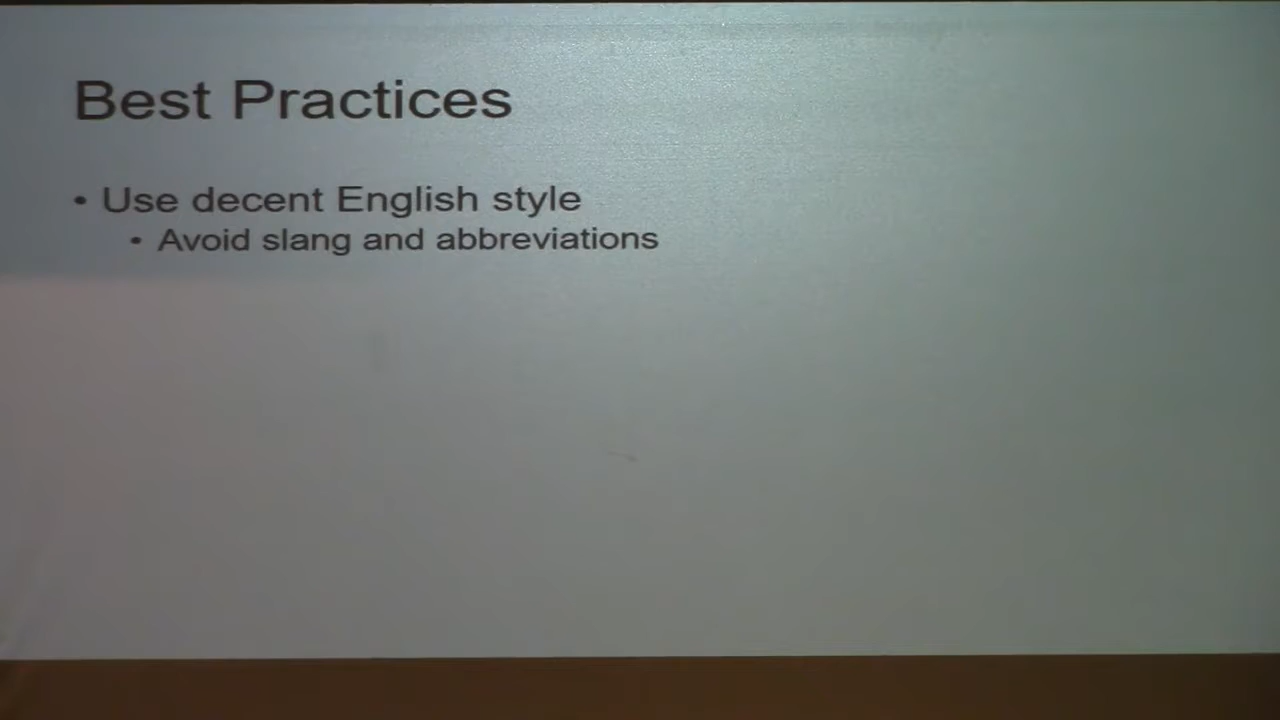 Best Practices
• Use decent English style
• Avoid slang and abbreviations